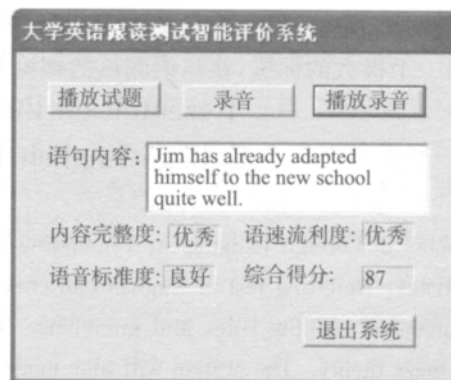 大学英语跟读测试智能评价系统
播放试题 录音 播放录音
语句内容: Jim has already adapted
himself to the new school
quite well.
内容完整度: 优秀 语速流利度: 优秀
语音标准度: 良好 综合得分: 87
退出系统